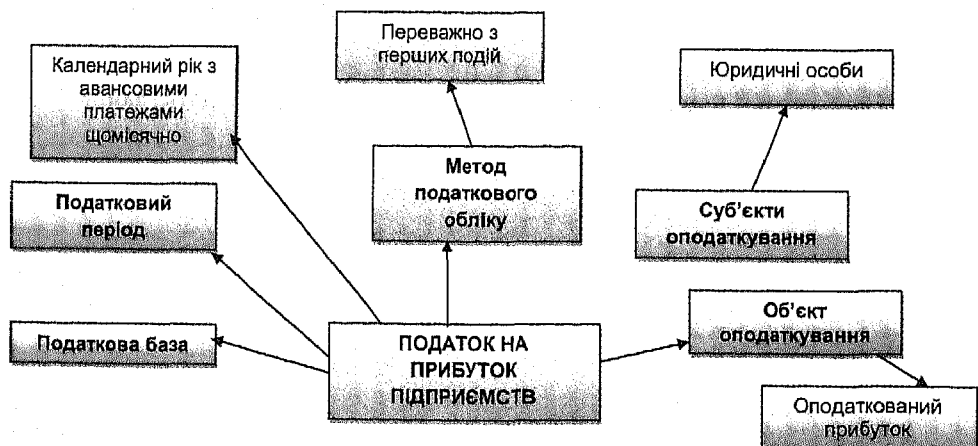 Переважно з
перших подій
Календарний рік з
авансовими
платежами
щомісячно
Юридичні особи
Метод
податкового
обліку
Податковий
період
Суб'єкти
оподаткування
Податкова база
ПОДАТОК НА
ПРИБУТОК
ПІДПРИЄМСТВ
Об'єкт
оподаткування
Оподаткований
прибуток